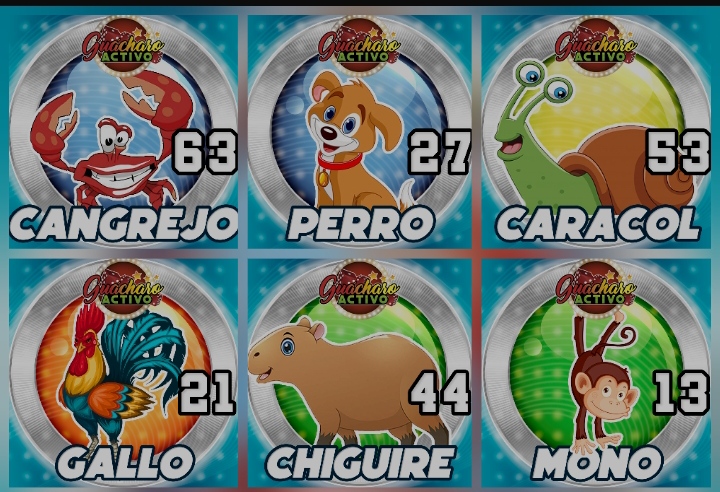 Guácharo
ACTIVO
63
CANGREJO
Guácharo
ACTIVO
27
PERRO
Guácharo
ACTIVO
53
CARACOL
Guácharo
ACTIVO
21
GALLO
Guácharo
ACTIVO
44
CHIGUIRE
Guácharo
ACTIVO
13
MONO